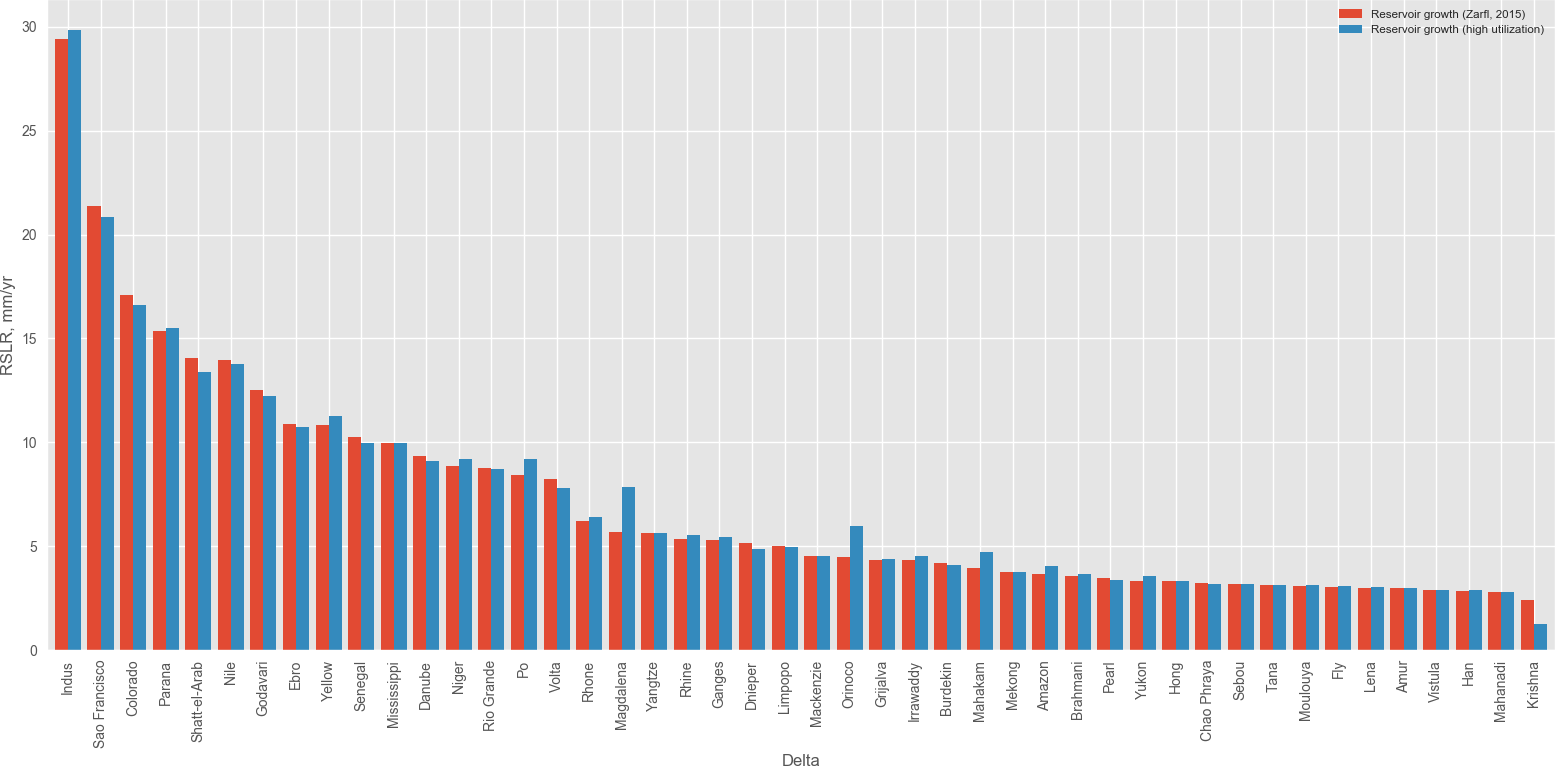 Reservoir growth (Zarfl, 2015)
Reservoir growth (high utilization)
RSLR, mm/yr
30
25
20
15
10
5
0
Indus
Sao Francisco
Colorado
Parana
Shatt-el-Arab
Nile
Godavari
Ebro
Yellow
Senegal
Mississippi
Danube
Niger
Rio Grande
Po
Volta
Rhone
Magdalena
Yangtze
Rhine
Ganges
Dnieper
Limpopo
Mackenzie
Orinoco
Grijalva
Irrawaddy
Burdekin
Mahakam
Mekong
Amazon
Brahmani
Pearl
Yukon
Hong
Chao Phraya
Sebou
Tana
Moulouya
Fly
Lena
Amur
Vistula
Han
Mahanadi
Krishna
Delta